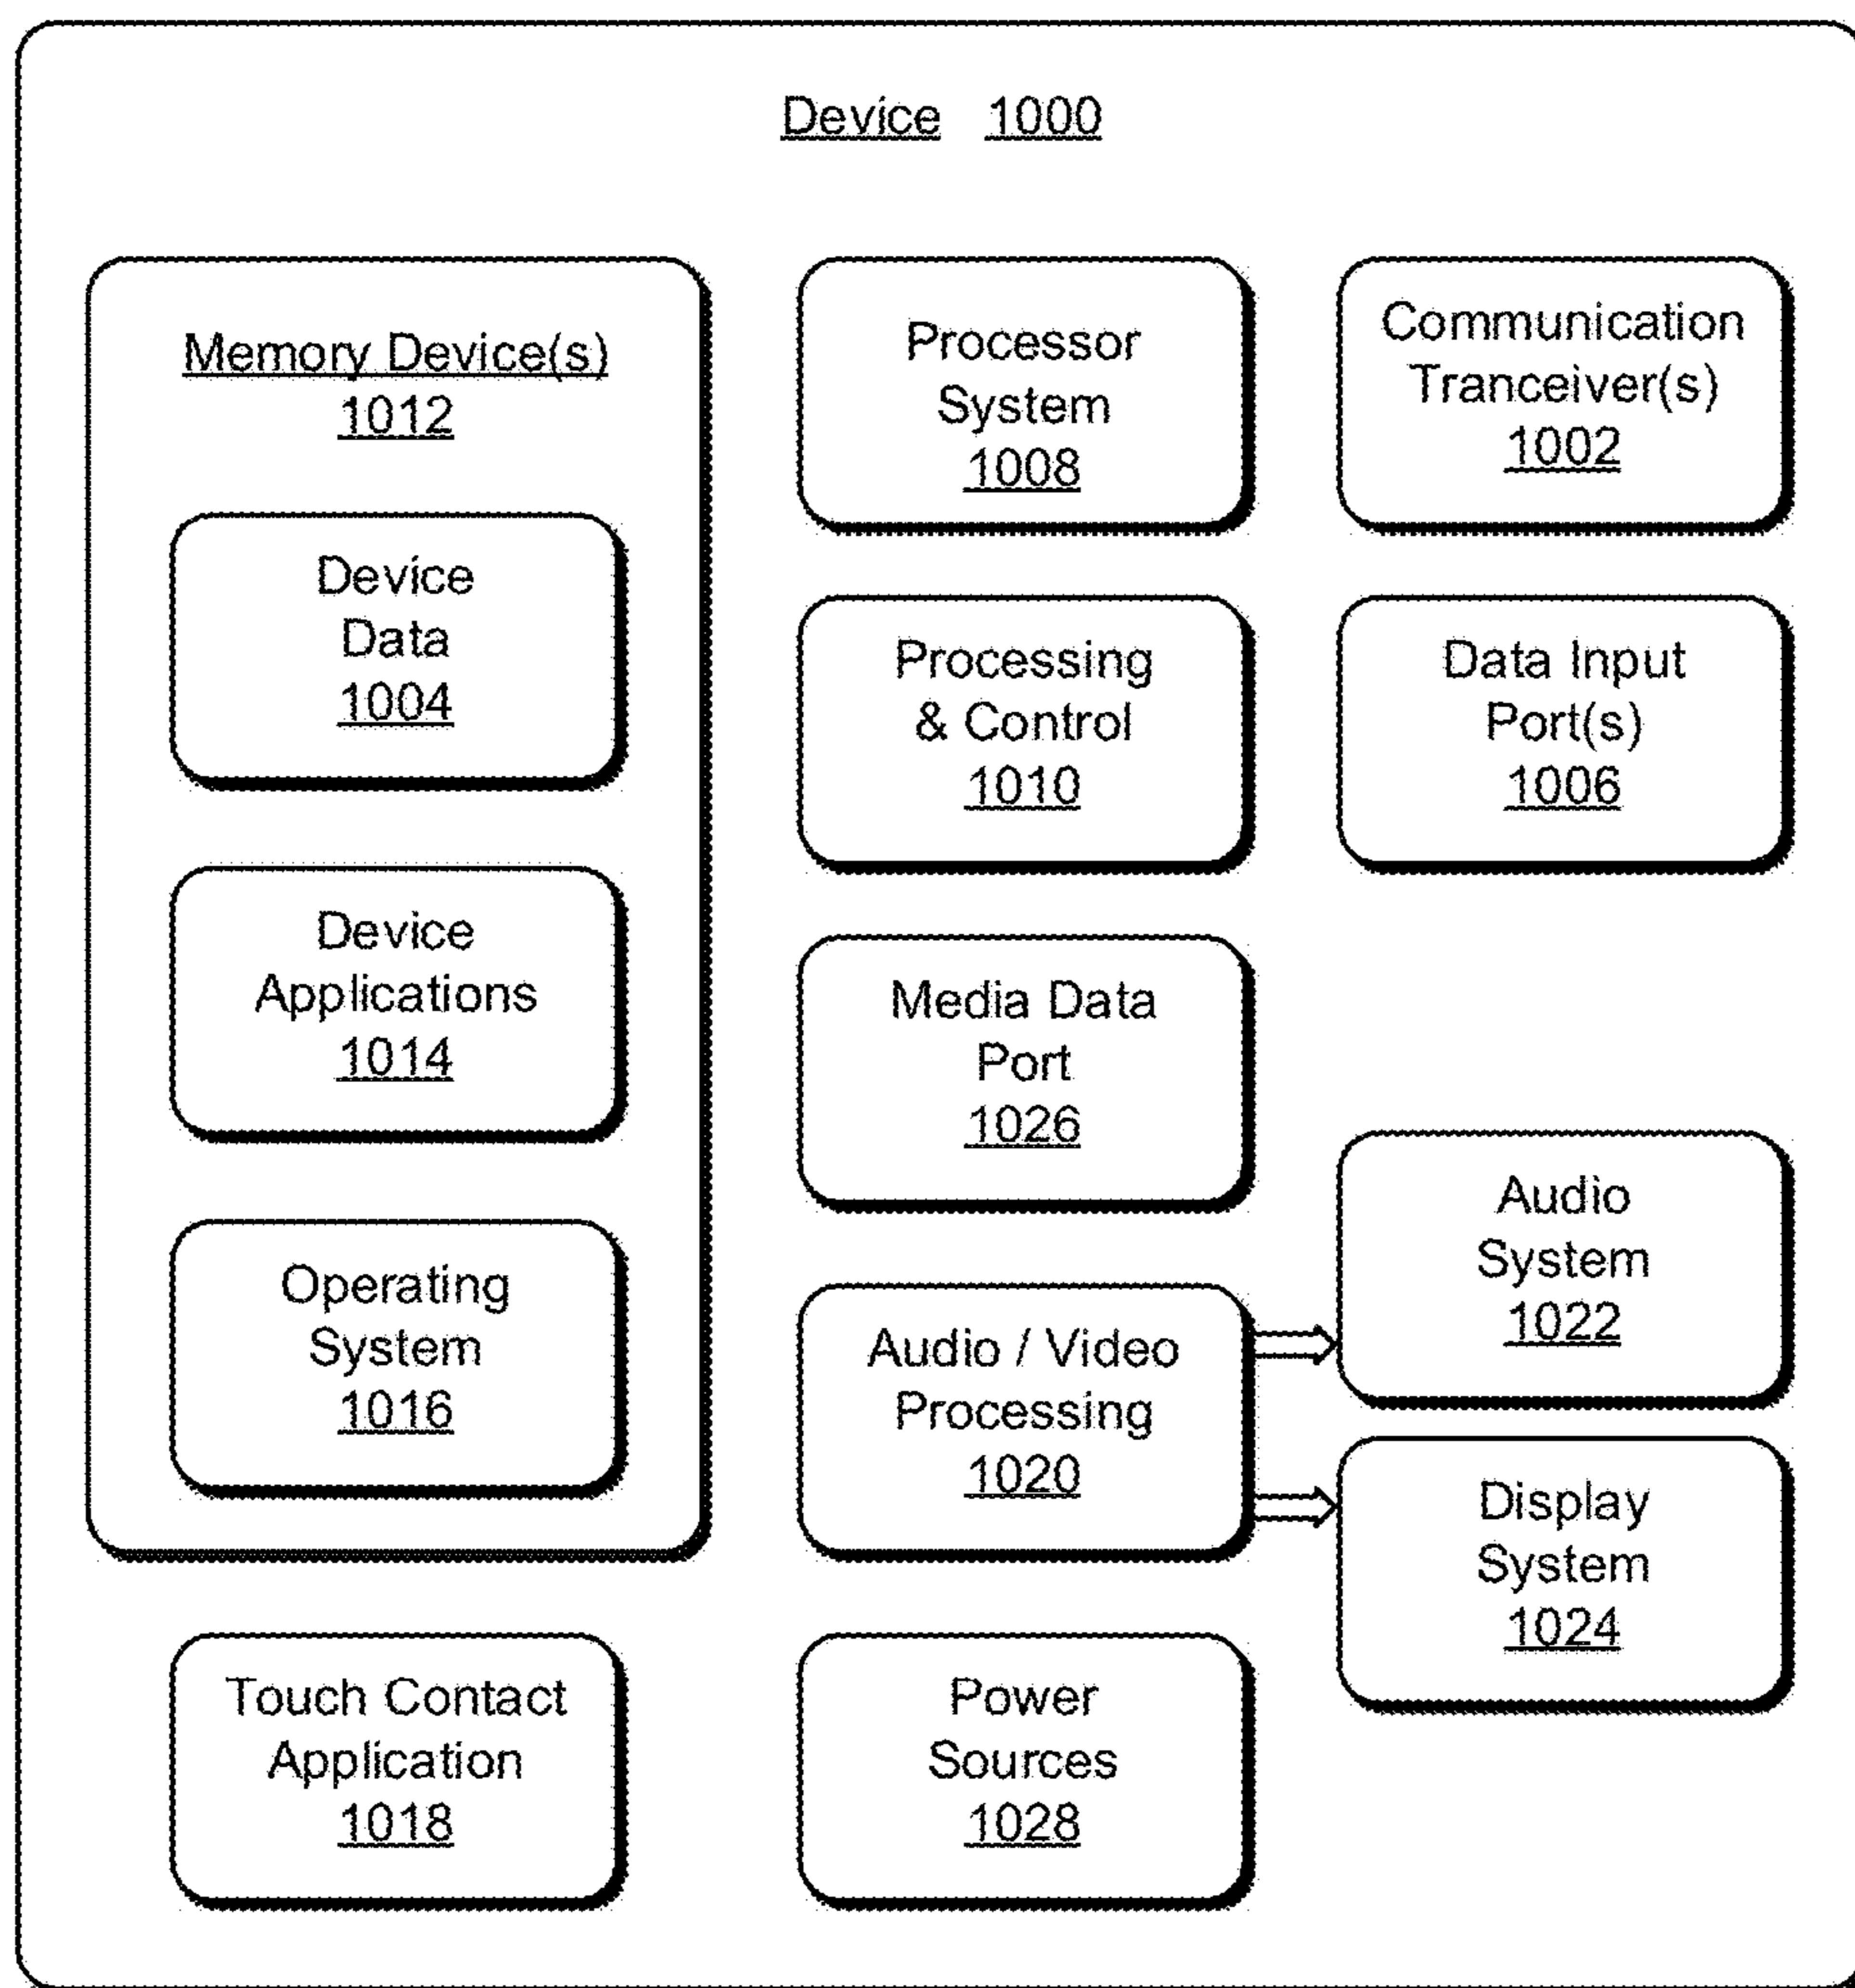 Device 1000
Memory Device(s)
1012
Device
Data
1004
Device
Applications
1014
Operating
System
1016
Touch Contact
Application
1018
Processor
System
1008
Processing
& Control
1010
Media Data
Port
1026
Audio / Video
Processing
1020
Power
Sources
1028
Communication
Tranceiver(s)
1002
Data Input
Port(s)
1006
Audio
System
1022
Display
System
1024